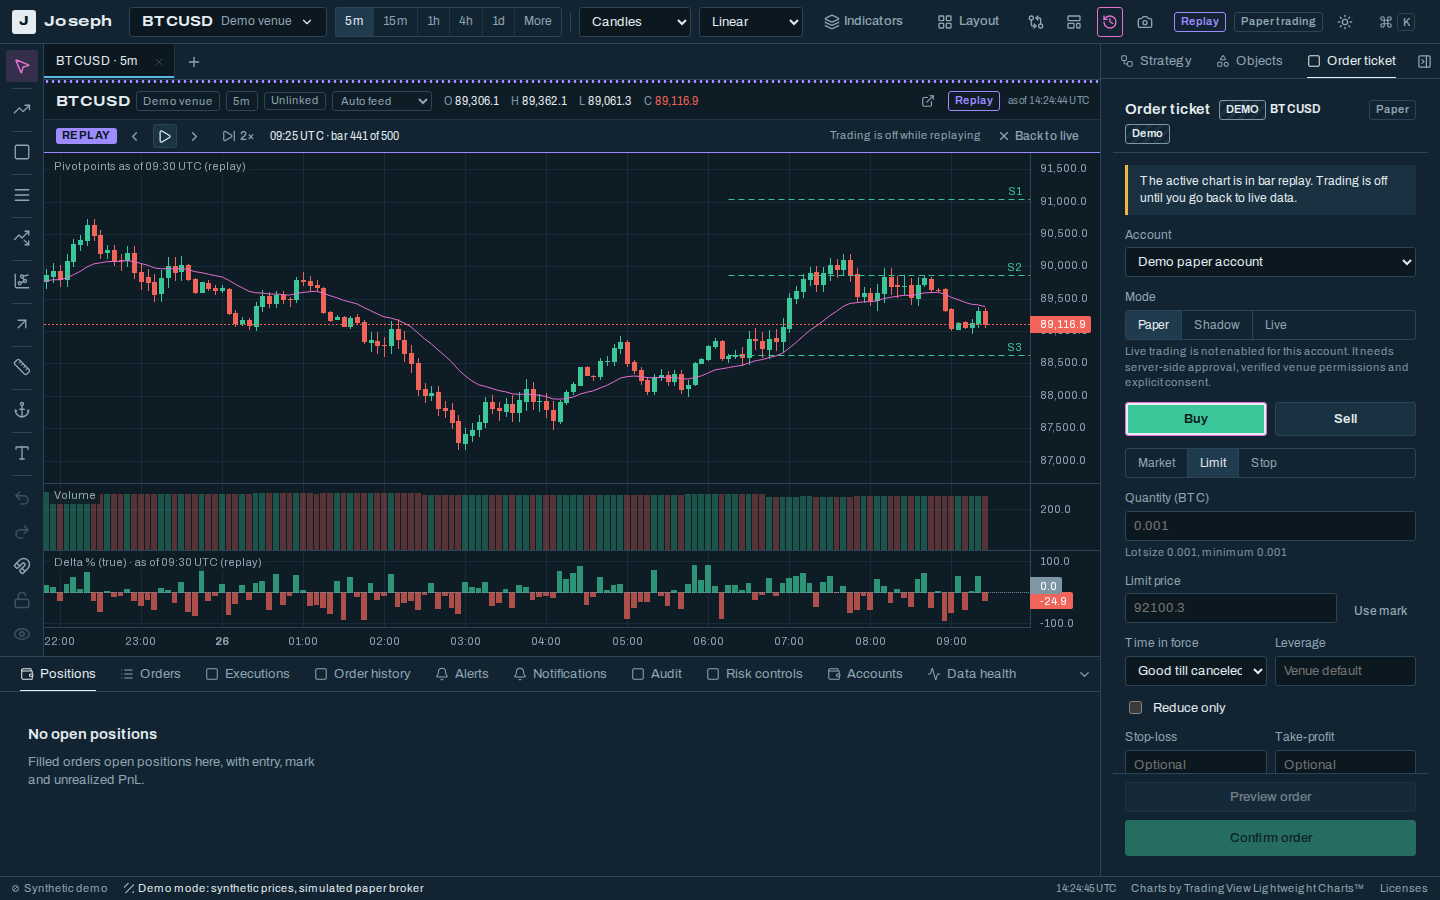 J Joseph BTCUSD Demo venue 5m 15m 1h 4h 1d More Candles Linear Indicators Layout Replay Paper trading ⌘ K
BTCUSD · 5m
BTCUSD Demo venue 5m Unlinked Auto feed O 89,306.1 H 89,362.1 L 89,061.3 C 89,116.9 Replay as of 14:24:44 UTC
REPLAY 2× 09:25 UTC · bar 441 of 500 Trading is off while replaying Back to live
Pivot points as of 09:30 UTC (replay)
S1
S2
S3
91,500.0
91,000.0
90,500.0
90,000.0
89,500.0
89,116.9
88,500.0
88,000.0
87,500.0
87,000.0
Volume
200.0
Delta % (true) · as of 09:30 UTC (replay)
100.0
0.0
-24.9
-100.0
22:00 23:00 26 01:00 02:00 03:00 04:00 05:00 06:00 07:00 08:00 09:00
Positions Orders Executions Order history Alerts Notifications Audit Risk controls Accounts Data health
No open positions
Filled orders open positions here, with entry, mark
and unrealized PnL.
Strategy Objects Order ticket
Order ticket DEMO BTCUSD Paper
Demo
The active chart is in bar replay. Trading is off
until you go back to live data.
Account
Demo paper account
Mode
Paper Shadow Live
Live trading is not enabled for this account. It needs
server-side approval, verified venue permissions and
explicit consent.
Buy Sell
Market Limit Stop
Quantity (BTC)
0.001
Lot size 0.001, minimum 0.001
Limit price
92100.3 Use mark
Time in force Leverage
Good till canceled Venue default
Reduce only
Stop-loss Take-profit
Optional Optional
Preview order
Confirm order
Synthetic demo Demo mode: synthetic prices, simulated paper broker 14:24:45 UTC Charts by TradingView Lightweight Charts™ Licenses